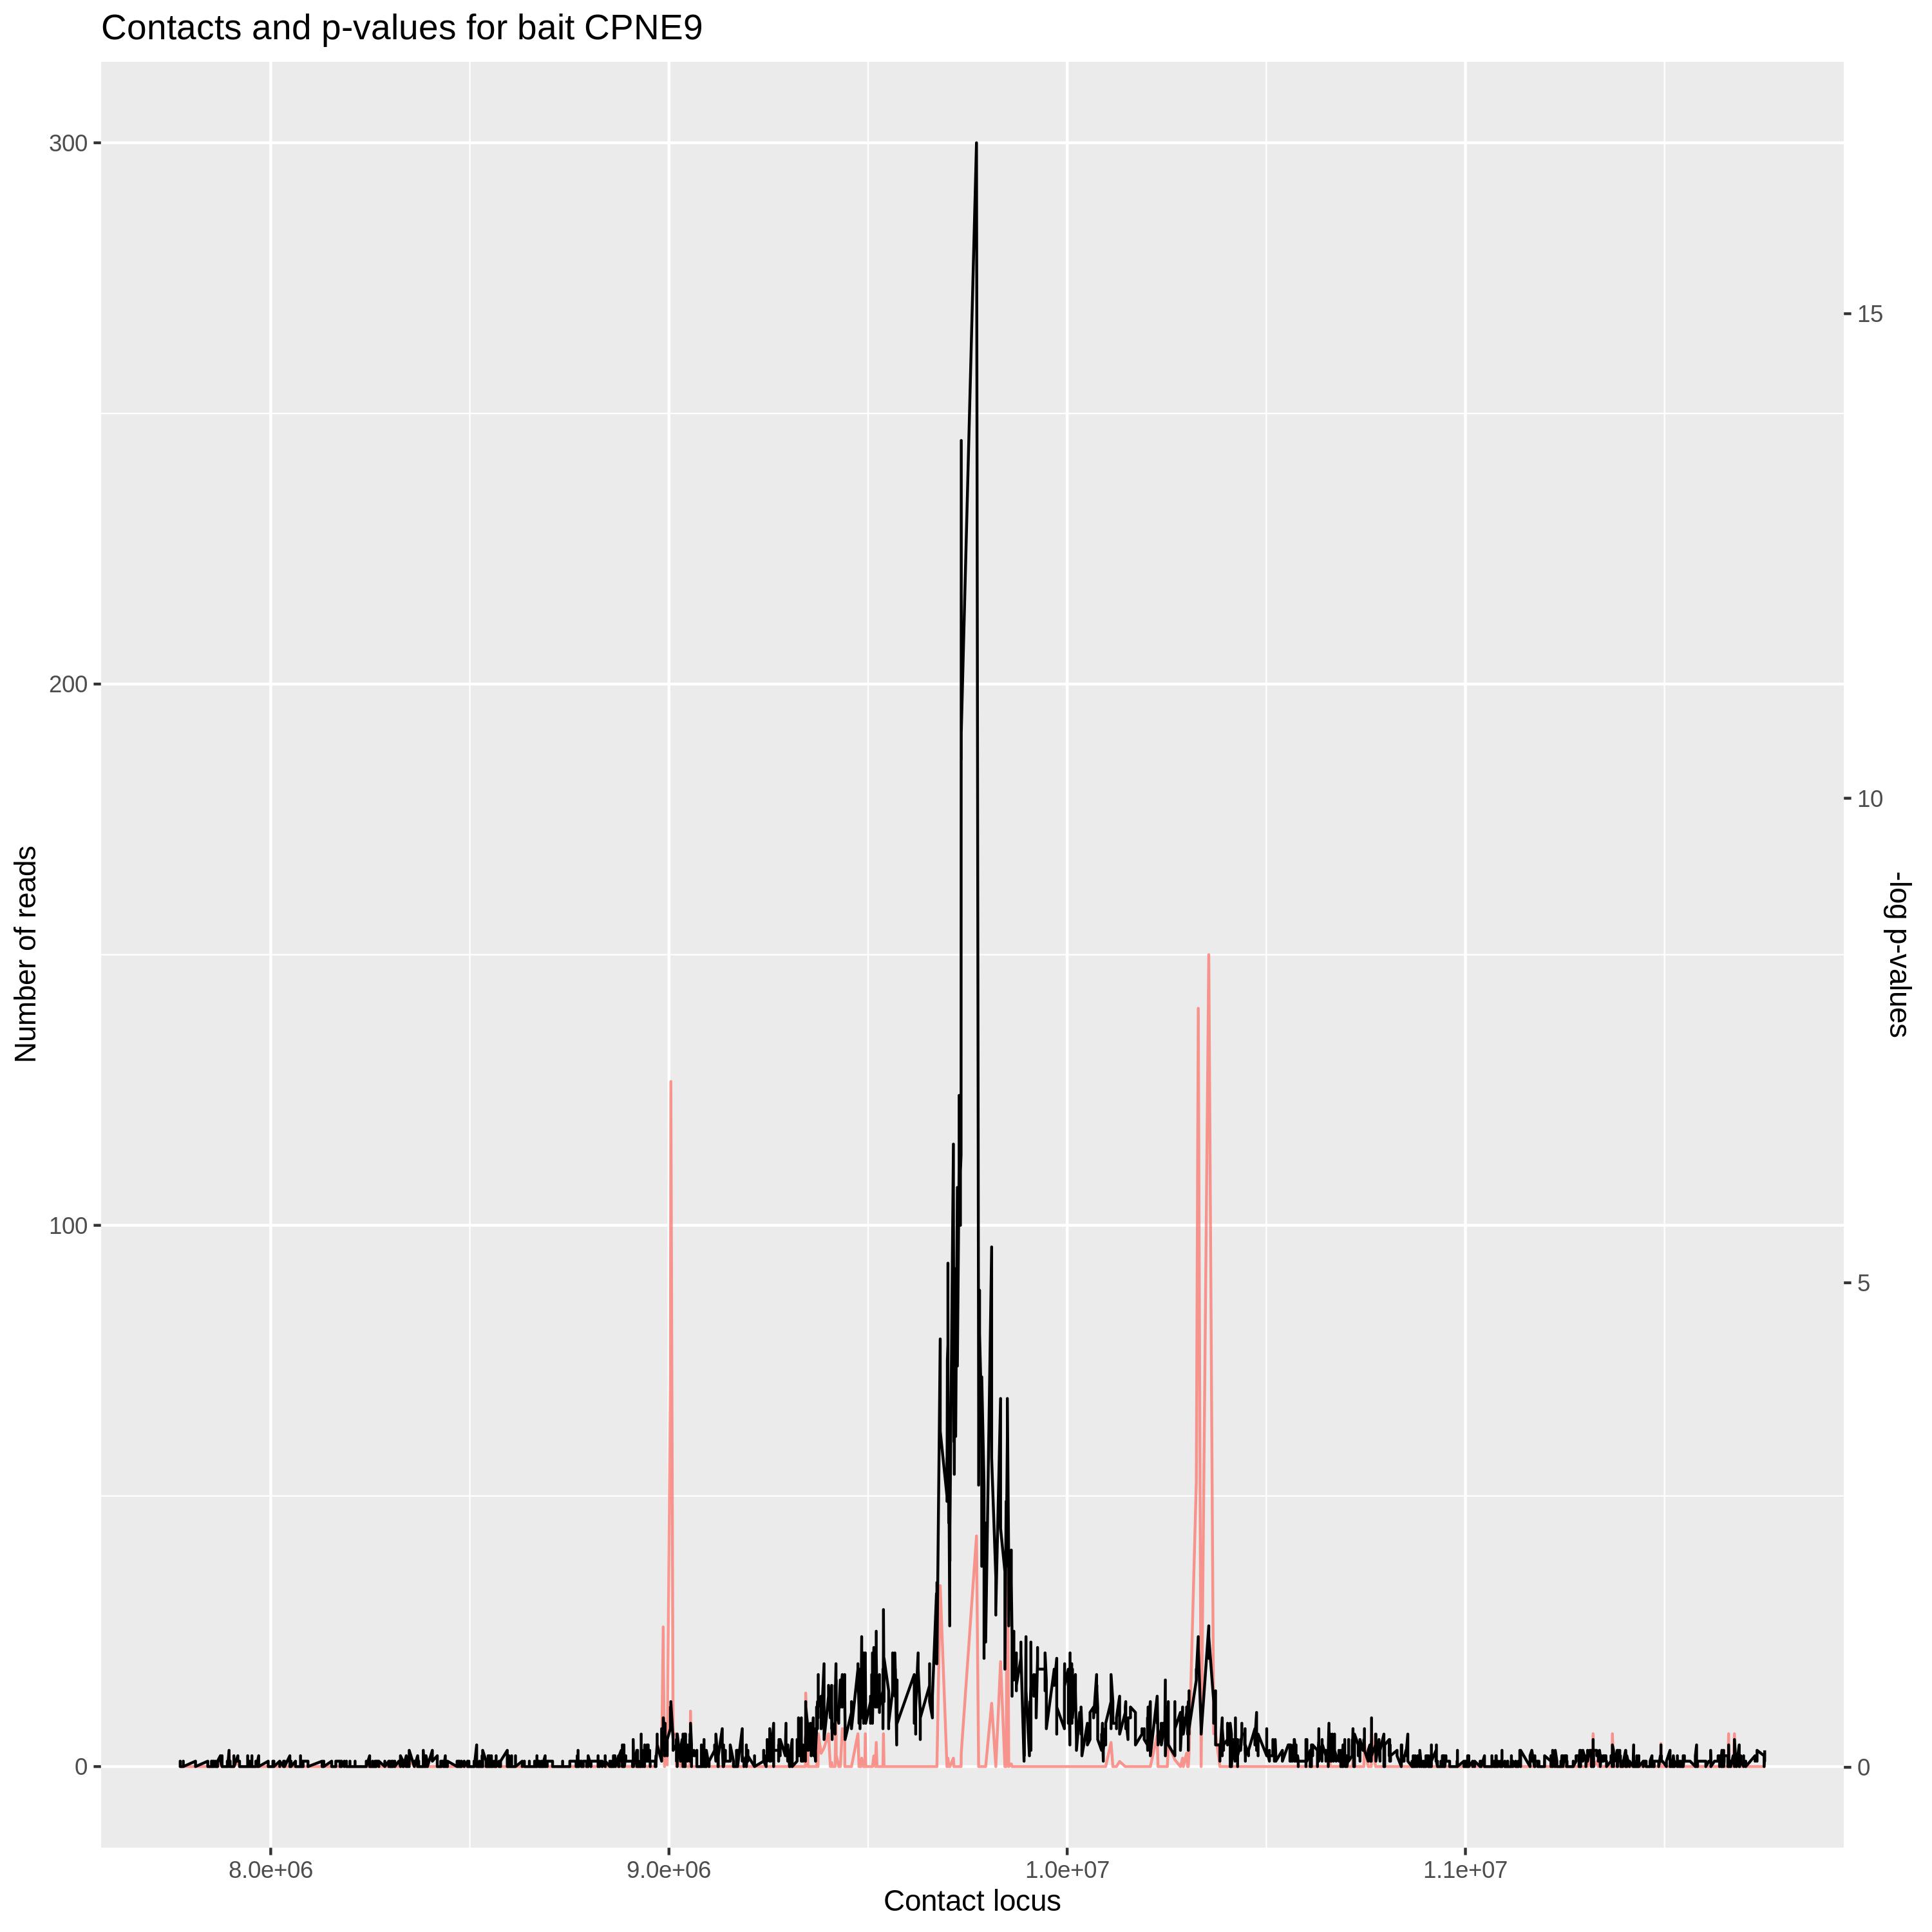 Contacts and p-values for bait CPNE9
300
200
100
0
Number of reads
15
10
5
0
-log p-values
8.0e+06
9.0e+06
1.0e+07
1.1e+07
Contact locus